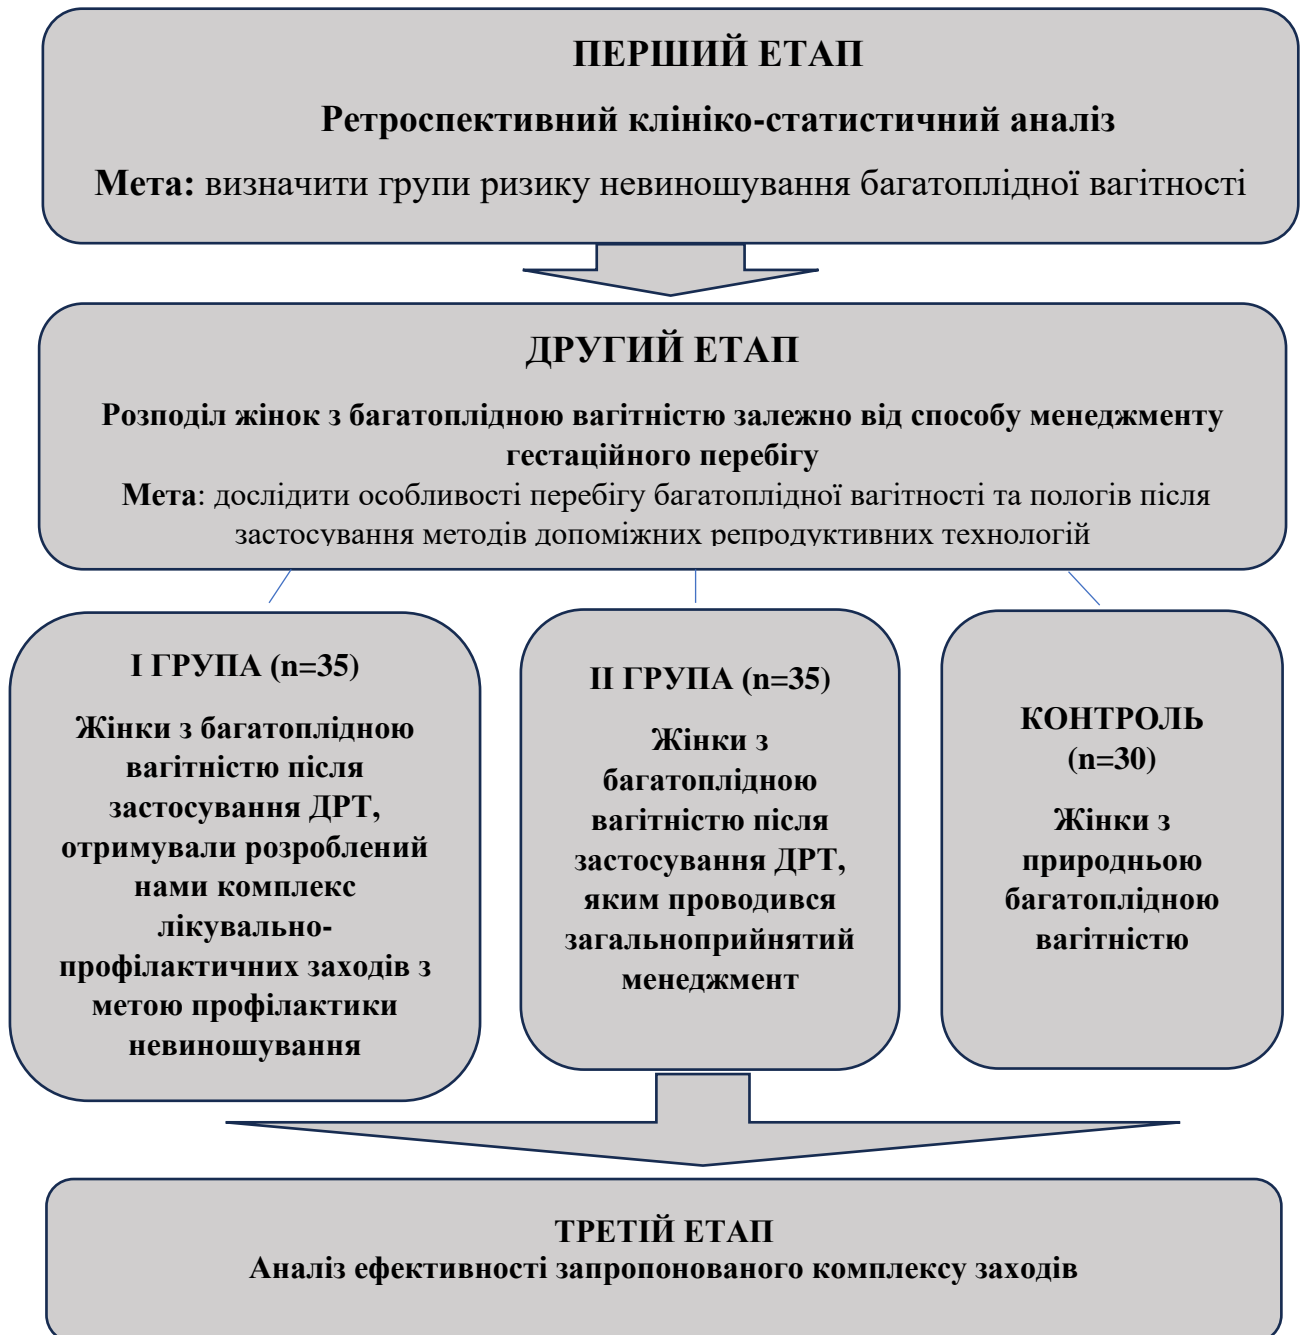 ПЕРШИЙ ЕТАП
Ретроспективний клініко-статистичний аналіз
Мета: визначити групи ризику невиношування багатоплідної вагітності
ДРУГИЙ ЕТАП
Розподіл жінок з багатоплідною вагітністю залежно від способу менеджменту
гестаційного перебігу
Мета: дослідити особливості перебігу багатоплідної вагітності та пологів після
застосування методів допоміжних репродуктивних технологій
І ГРУПА (n=35)
Жінки з багатоплідною
вагітністю після
застосування ДРТ,
отримували розроблений
нами комплекс
лікувально-
профілактичних заходів з
метою профілактики
невиношування
ІІ ГРУПА (n=35)
Жінки з
багатоплідною
вагітністю після
застосування ДРТ,
яким проводився
загальноприйнятий
менеджмент
КОНТРОЛЬ
(n=30)
Жінки з
природньою
багатоплідною
вагітністю
ТРЕТІЙ ЕТАП
Аналіз ефективності запропонованого комплексу заходів